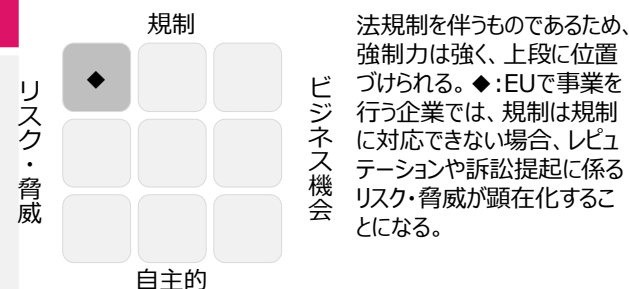 規制
リスク・脅威
◆
ビジネス機会
自主的
法規制を伴うものであるため、
強制力は強く、上段に位置
づけられる。◆:EUで事業を
行う企業では、規制は規制
に対応できない場合、レピュ
テーションや訴訟提起に係る
リスク・脅威が顕在化するこ
とになる。